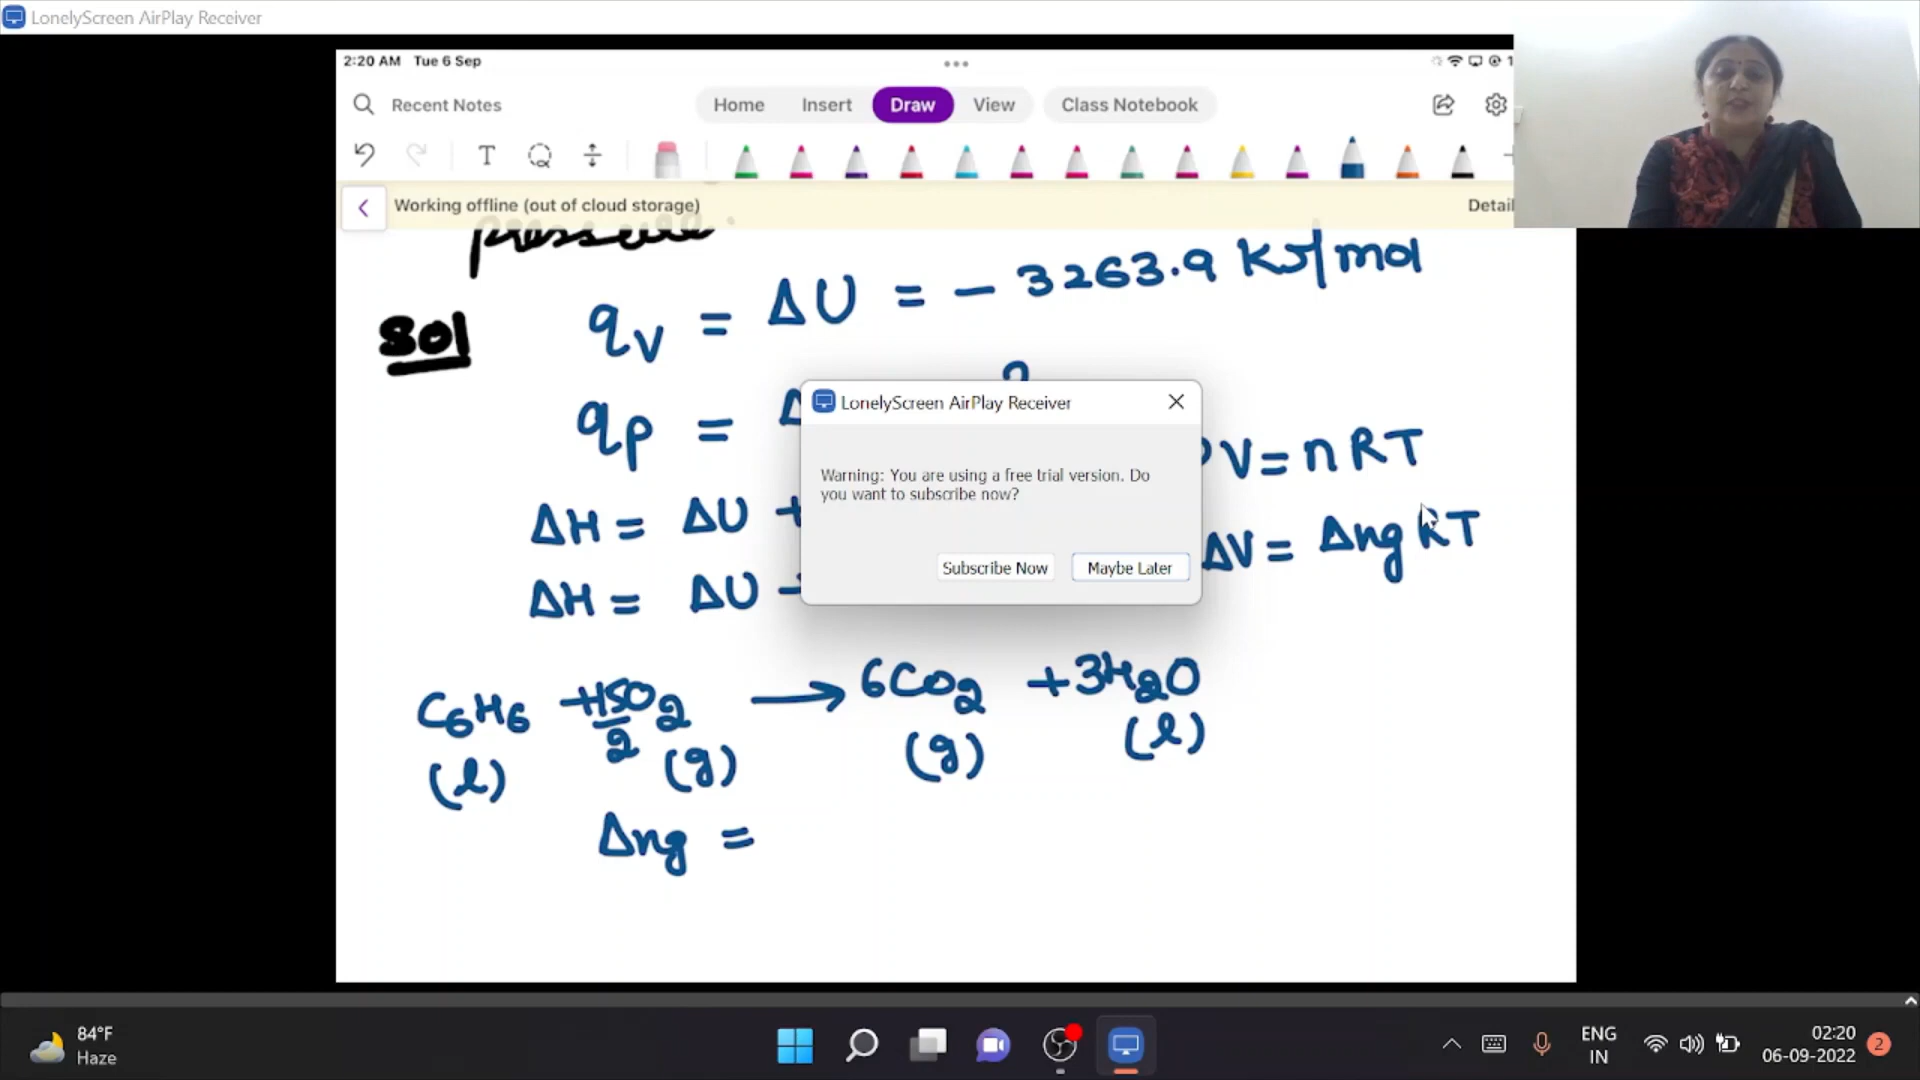 LonelyScreen AirPlay Receiver
2:20 AM Tue 6 Sep
Recent Notes
Home Insert Draw View Class Notebook
Working offline (out of cloud storage)
Detail
pressure.
Sol
qv = ΔU = - 3263.9 KJ/mol
qp = Δ
V = nRT
ΔH = ΔU +
ΔV = Δng RT
ΔH = ΔU
LonelyScreen AirPlay Receiver
Warning: You are using a free trial version. Do
you want to subscribe now?
Subscribe Now Maybe Later
C6H6 + O2 → 6CO2 + 3H2O
2
(l) (g) (g) (l)
Δng =
84°F
Haze
ENG
IN
02:20
06-09-2022
2